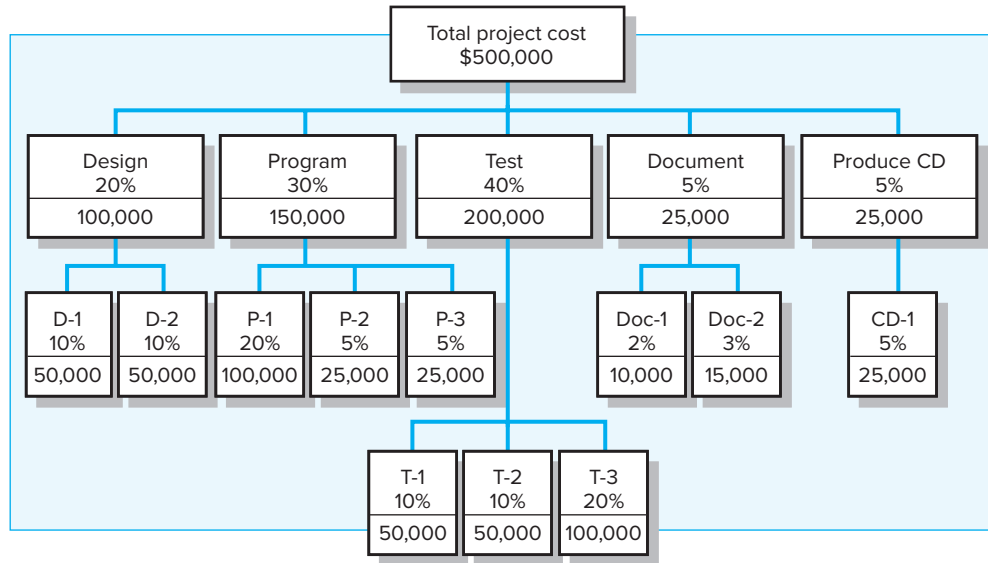 Total project cost
$500,000
Design
20%
100,000
Program
30%
150,000
Test
40%
200,000
Document
5%
25,000
Produce CD
5%
25,000
D-1
10%
50,000
D-2
10%
50,000
P-1
20%
100,000
P-2
5%
25,000
P-3
5%
25,000
Doc-1
2%
10,000
Doc-2
3%
15,000
CD-1
5%
25,000
T-1
10%
50,000
T-2
10%
50,000
T-3
20%
100,000